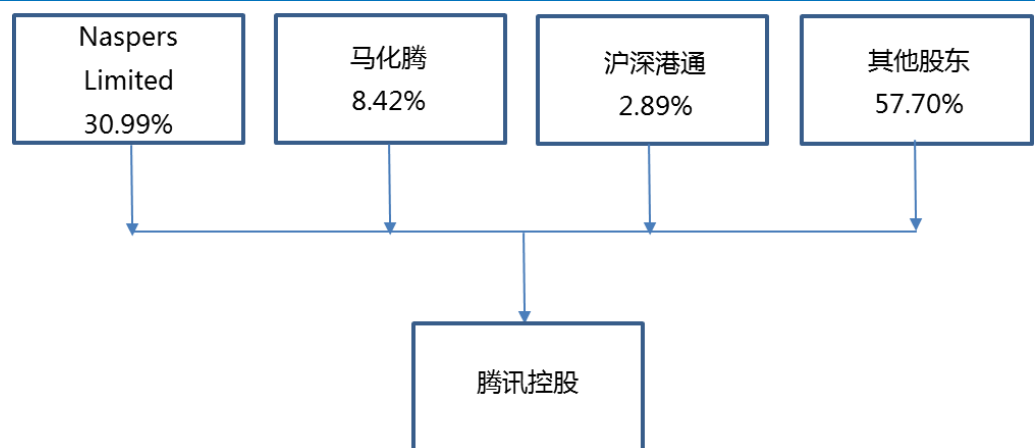 Naspers
Limited
30.99%
马化腾
8.42%
沪深港通
2.89%
其他股东
57.70%
腾讯控股